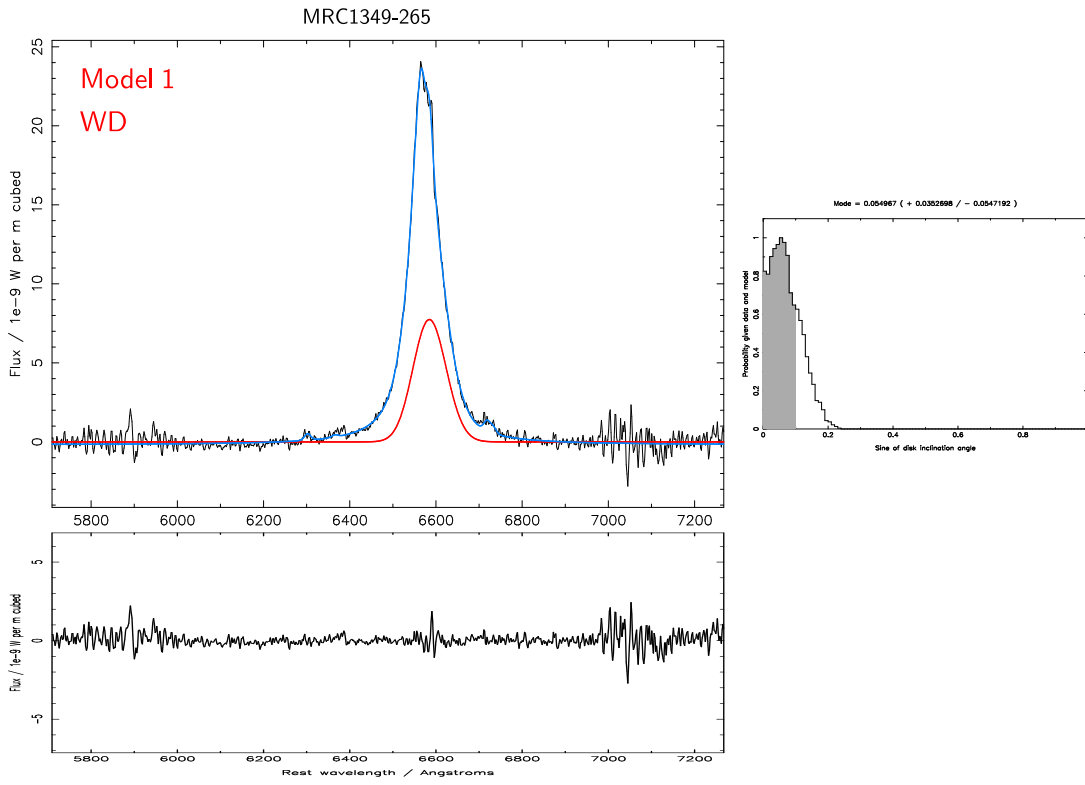 MRC1349-265
Model 1
WD
Flux / 1e-9 W per m cubed
25
20
15
10
5
0
5800 6000 6200 6400 6600 6800 7000 7200
Flux / 1e-9 W per m cubed
5
0
-5
5800 6000 6200 6400 6600 6800 7000 7200
Rest wavelength / Angstroms
Mode = 0.054967 ( + 0.0352698 / - 0.0547192 )
Probability given data and model
1
0.8
0.6
0.4
0.2
0
0 0.2 0.4 0.6 0.8
Sine of disk inclination angle